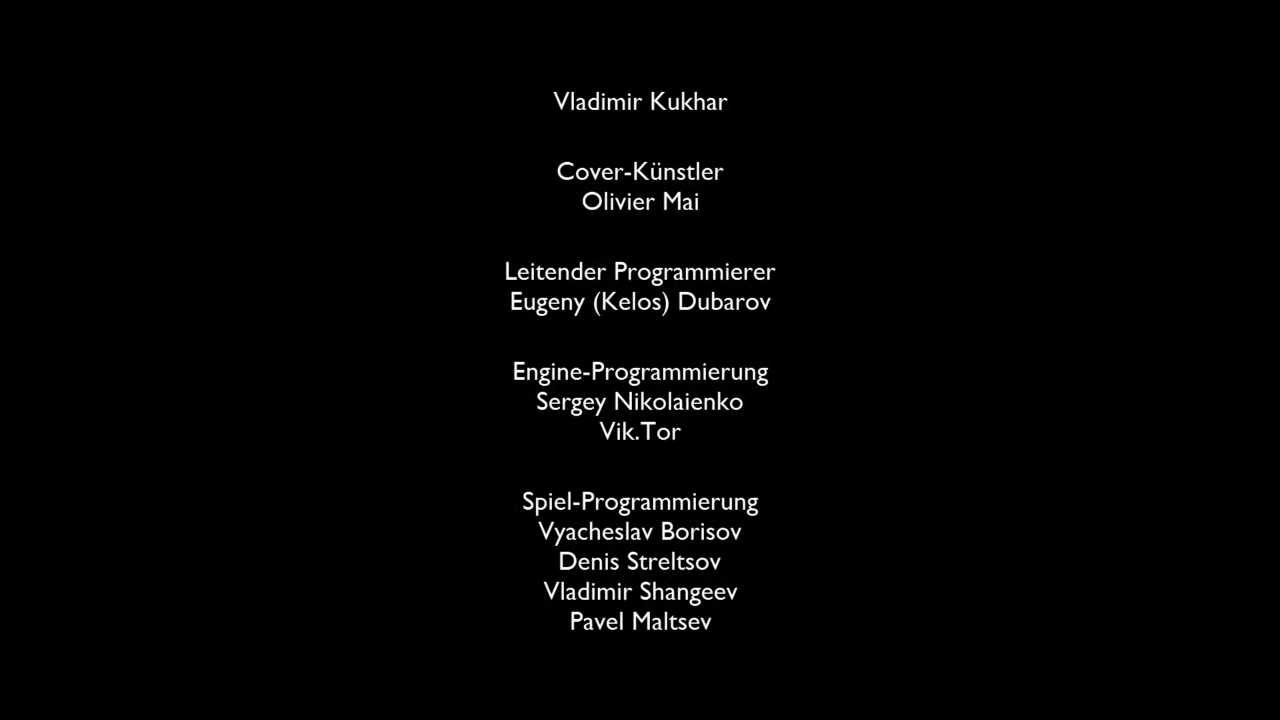 Vladimir Kukhar
Cover-Künstler
Olivier Mai
Leitender Programmierer
Eugeny (Kelos) Dubarov
Engine-Programmierung
Sergey Nikolaienko
Vik.Tor
Spiel-Programmierung
Vyacheslav Borisov
Denis Streltsov
Vladimir Shangeev
Pavel Maltsev